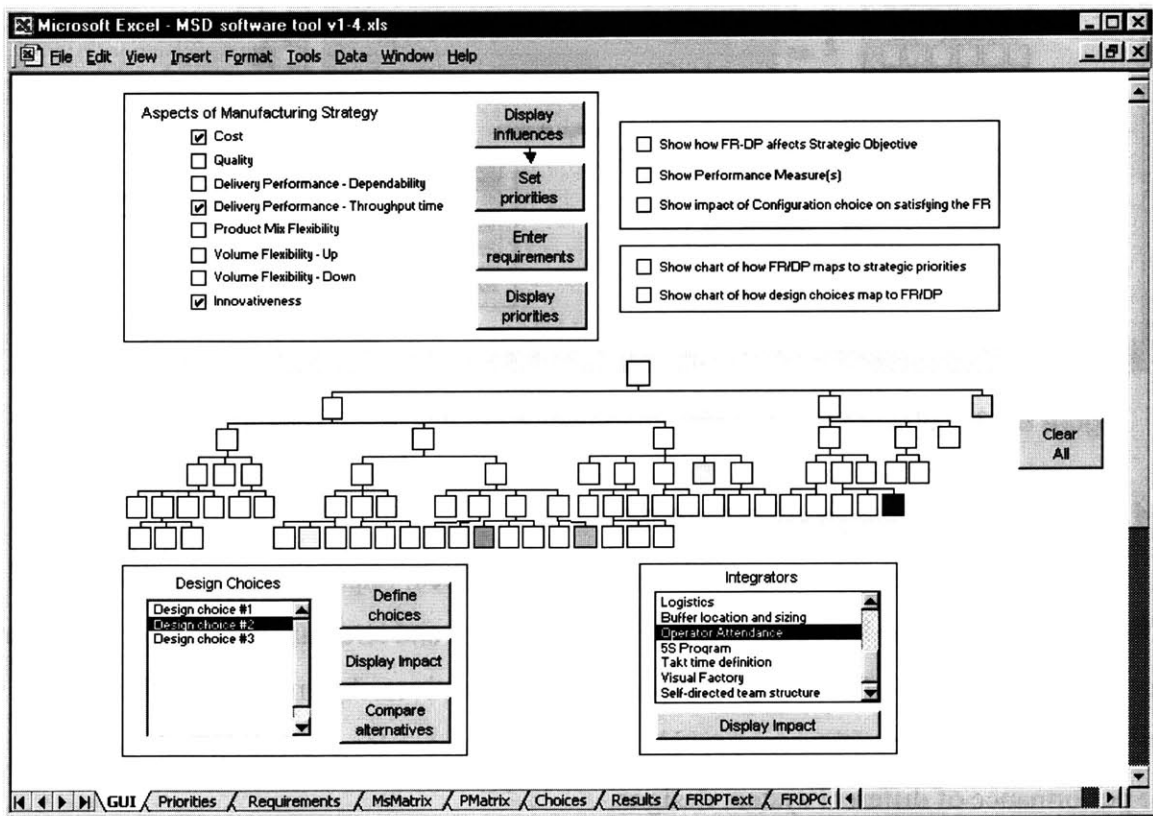 Microsoft Excel - MSD software tool v1-4.xls
File Edit View Insert Format Tools Data Window Help
Aspects of Manufacturing Strategy
Cost
Quality
Delivery Performance - Dependability
Delivery Performance - Throughput time
Product Mix Flexibility
Volume Flexibility - Up
Volume Flexibility - Down
Innovativeness
Display
influences
Set
priorities
Enter
requirements
Display
priorities
Show how FR-DP affects Strategic Objective
Show Performance Measure(s)
Show impact of Configuration choice on satisfying the FR
Show chart of how FR/DP maps to strategic priorities
Show chart of how design choices map to FR/DP
Clear
All
Design Choices
Design choice #1
Design choice #2
Design choice #3
Define
choices
Display Impact
Compare
alternatives
Integrators
Logistics
Buffer location and sizing
Operator Attendance
5S Program
Takt time definition
Visual Factory
Self-directed team structure
Display Impact
GUI Priorities Requirements MsMatrix PMatrix Choices Results FRDPText FRDPC